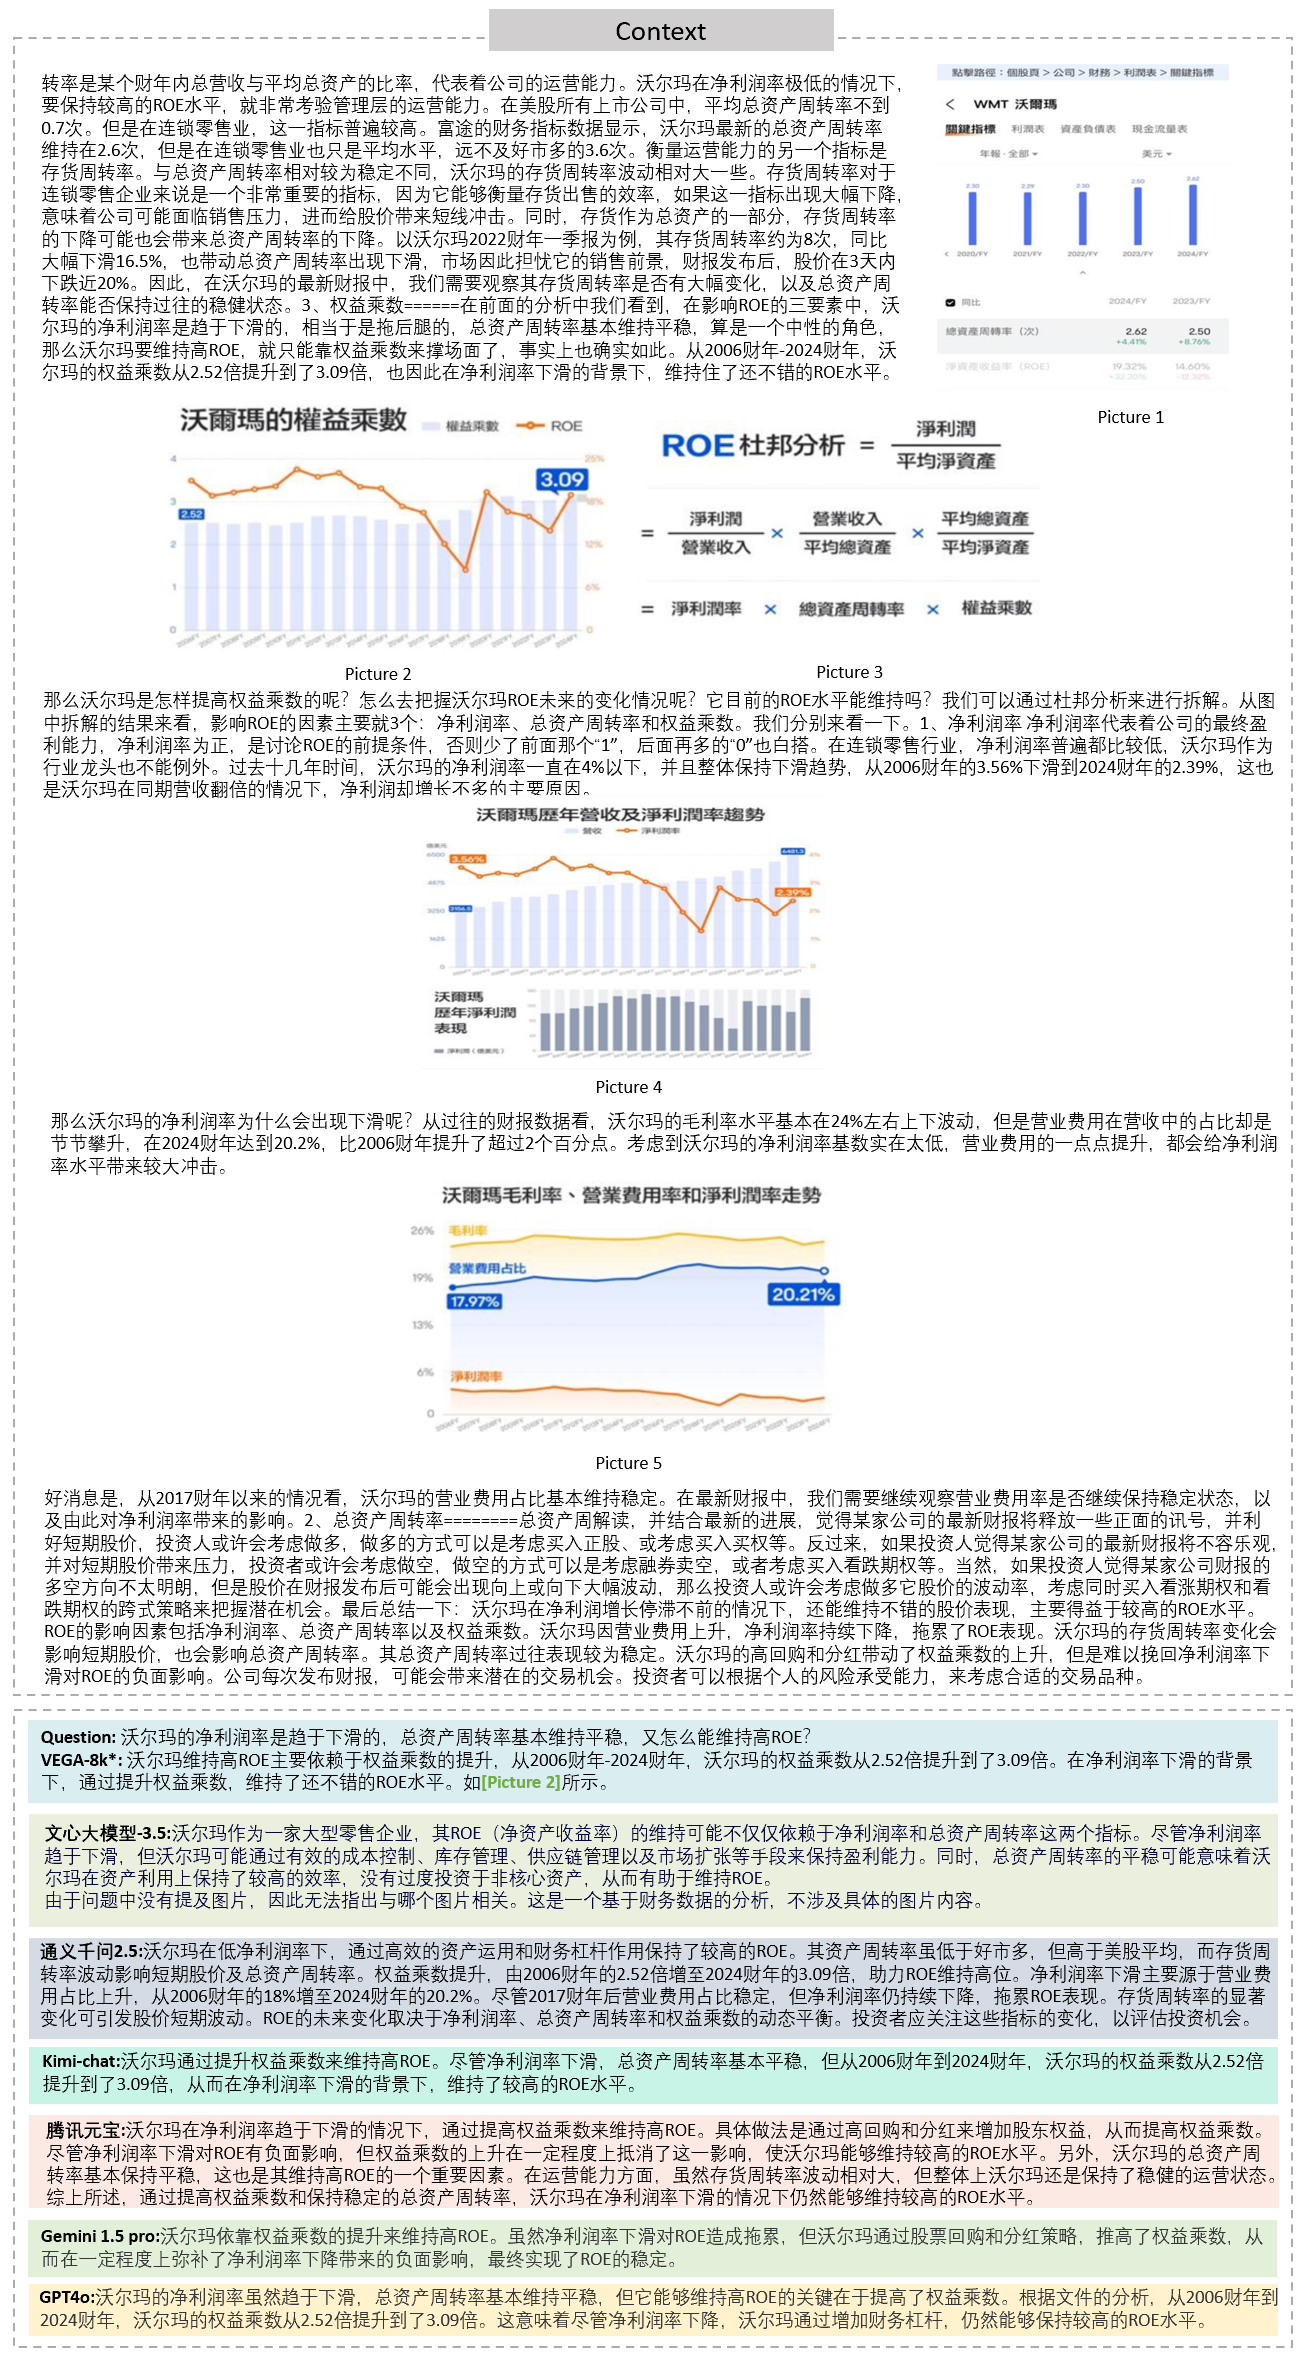 Context
转率是某个财年内总营收与平均总资产的比率，代表着公司的运营能力。沃尔玛在净利润率极低的情况下，
要保持较高的ROE水平，就非常考验管理层的运营能力。在美股所有上市公司中，平均总资产周转率不到
0.7次。但是在连锁零售业，这一指标普遍较高。富途的财务指标数据显示，沃尔玛最新的总资产周转率
维持在2.6次，但是在连锁零售业也只是平均水平，远不及好市多的3.6次。衡量运营能力的另一个指标是
存货周转率。与总资产周转率相对较为稳定不同，沃尔玛的存货周转率波动相对大一些。存货周转率对于
连锁零售企业来说是一个非常重要的指标，因为它能够衡量存货出售的效率，如果这一指标出现大幅下降，
意味着公司可能面临销售压力，进而给股价带来短线冲击。同时，存货作为总资产的一部分，存货周转率
的下降可能也会带来总资产周转率的下降。以沃尔玛2022财年一季报为例，其存货周转率约为8次，同比
大幅下滑16.5%，也带动总资产周转率出现下滑，市场因此担忧它的销售前景，财报发布后，股价在3天内
下跌近20%。因此，在沃尔玛的最新财报中，我们需要观察其存货周转率是否有大幅变化，以及总资产周
转率能否保持过往的稳健状态。3、权益乘数======在前面的分析中我们看到，在影响ROE的三要素中，沃
尔玛的净利润率是趋于下滑的，相当于是拖后腿的，总资产周转率基本维持平稳，算是一个中性的角色，
那么沃尔玛要维持高ROE，就只能靠权益乘数来撑场面了，事实上也确实如此。从2006财年-2024财年，沃
尔玛的权益乘数从2.52倍提升到了3.09倍，也因此在净利润率下滑的背景下，维持住了还不错的ROE水平。
點擊路徑：個股頁 > 公司 > 財務 > 利潤表 > 關鍵指標
< WMT 沃爾瑪
關鍵指標 利潤表 資產負債表 現金流量表
年報·全部 美元
2.30 2.29 2.30 2.50 2.62
2020/FY 2021/FY 2022/FY 2023/FY 2024/FY
同比 2024/FY 2023/FY
總資產周轉率（次） 2.62 2.50
+4.41% +8.76%
淨資產收益率（ROE） 19.32% 14.60%
Picture 1
沃爾瑪的權益乘數 權益乘數 ROE
4 3 2 1 0
25% 18% 12% 6% 0
2.52
3.09
Picture 2
ROE 杜邦分析 = 淨利潤 / 平均淨資產
= 淨利潤 / 營業收入 × 營業收入 / 平均總資產 × 平均總資產 / 平均淨資產
= 淨利潤率 × 總資產周轉率 × 權益乘數
Picture 3
那么沃尔玛是怎样提高权益乘数的呢？怎么去把握沃尔玛ROE未来的变化情况呢？它目前的ROE水平能维持吗？我们可以通过杜邦分析来进行拆解。从图
中拆解的结果来看，影响ROE的因素主要就3个：净利润率、总资产周转率和权益乘数。我们分别来看一下。1、净利润率 净利润率代表着公司的最终盈
利能力，净利润率为正，是讨论ROE的前提条件，否则少了前面那个“1”，后面再多的“0”也白搭。在连锁零售行业，净利润率普遍都比较低，沃尔玛作为
行业龙头也不能例外。过去十几年时间，沃尔玛的净利润率一直在4%以下，并且整体保持下滑趋势，从2006财年的3.56%下滑到2024财年的2.39%，这也
是沃尔玛在同期营收翻倍的情况下，净利润却增长不多的主要原因。
沃爾瑪歷年營收及淨利潤率趨勢
營收 淨利潤率
億美元
6500 4875 3250 1625 0
4% 3% 2% 1% 0
3.56%
3156.5
6481.3
2.39%
沃爾瑪
歷年淨利潤
表現
淨利潤（億美元）
Picture 4
那么沃尔玛的净利润率为什么会出现下滑呢？从过往的财报数据看，沃尔玛的毛利率水平基本在24%左右上下波动，但是营业费用在营收中的占比却是
节节攀升，在2024财年达到20.2%，比2006财年提升了超过2个百分点。考虑到沃尔玛的净利润率基数实在太低，营业费用的一点点提升，都会给净利润
率水平带来较大冲击。
沃爾瑪毛利率、營業費用率和淨利潤率走勢
26% 19% 13% 6% 0
毛利率
營業費用占比
17.97%
20.21%
淨利潤率
Picture 5
好消息是，从2017财年以来的情况看，沃尔玛的营业费用占比基本维持稳定。在最新财报中，我们需要继续观察营业费用率是否继续保持稳定状态，以
及由此对净利润率带来的影响。2、总资产周转率========总资产周解读，并结合最新的进展，觉得某家公司的最新财报将释放一些正面的讯号，并利
好短期股价，投资人或许会考虑做多，做多的方式可以是考虑买入正股、或考虑买入买权等。反过来，如果投资人觉得某家公司的最新财报将不容乐观，
并对短期股价带来压力，投资者或许会考虑做空，做空的方式可以是考虑融券卖空，或者考虑买入看跌期权等。当然，如果投资人觉得某家公司财报的
多空方向不太明朗，但是股价在财报发布后可能会出现向上或向下大幅波动，那么投资人或许会考虑做多它股价的波动率，考虑同时买入看涨期权和看
跌期权的跨式策略来把握潜在机会。最后总结一下：沃尔玛在净利润增长停滞不前的情况下，还能维持不错的股价表现，主要得益于较高的ROE水平。
ROE的影响因素包括净利润率、总资产周转率以及权益乘数。沃尔玛因营业费用上升，净利润率持续下降，拖累了ROE表现。沃尔玛的存货周转率变化会
影响短期股价，也会影响总资产周转率。其总资产周转率过往表现较为稳定。沃尔玛的高回购和分红带动了权益乘数的上升，但是难以挽回净利润率下
滑对ROE的负面影响。公司每次发布财报，可能会带来潜在的交易机会。投资者可以根据个人的风险承受能力，来考虑合适的交易品种。
Question: 沃尔玛的净利润率是趋于下滑的，总资产周转率基本维持平稳，又怎么能维持高ROE？
VEGA-8k*: 沃尔玛维持高ROE主要依赖于权益乘数的提升，从2006财年-2024财年，沃尔玛的权益乘数从2.52倍提升到了3.09倍。在净利润率下滑的背景
下，通过提升权益乘数，维持了还不错的ROE水平。如[Picture 2]所示。
文心大模型-3.5:沃尔玛作为一家大型零售企业，其ROE（净资产收益率）的维持可能不仅仅依赖于净利润率和总资产周转率这两个指标。尽管净利润率
趋于下滑，但沃尔玛可能通过有效的成本控制、库存管理、供应链管理以及市场扩张等手段来保持盈利能力。同时，总资产周转率的平稳可能意味着沃
尔玛在资产利用上保持了较高的效率，没有过度投资于非核心资产，从而有助于维持ROE。
由于问题中没有提及图片，因此无法指出与哪个图片相关。这是一个基于财务数据的分析，不涉及具体的图片内容。
通义千问2.5:沃尔玛在低净利润率下，通过高效的资产运用和财务杠杆作用保持了较高的ROE。其资产周转率虽低于好市多，但高于美股平均，而存货周
转率波动影响短期股价及总资产周转率。权益乘数提升，由2006财年的2.52倍增至2024财年的3.09倍，助力ROE维持高位。净利润率下滑主要源于营业费
用占比上升，从2006财年的18%增至2024财年的20.2%。尽管2017财年后营业费用占比稳定，但净利润率仍持续下降，拖累ROE表现。存货周转率的显著
变化可引发股价短期波动。ROE的未来变化取决于净利润率、总资产周转率和权益乘数的动态平衡。投资者应关注这些指标的变化，以评估投资机会。
Kimi-chat:沃尔玛通过提升权益乘数来维持高ROE。尽管净利润率下滑，总资产周转率基本平稳，但从2006财年到2024财年，沃尔玛的权益乘数从2.52倍
提升到了3.09倍，从而在净利润率下滑的背景下，维持了较高的ROE水平。
腾讯元宝:沃尔玛在净利润率趋于下滑的情况下，通过提高权益乘数来维持高ROE。具体做法是通过高回购和分红来增加股东权益，从而提高权益乘数。
尽管净利润率下滑对ROE有负面影响，但权益乘数的上升在一定程度上抵消了这一影响，使沃尔玛能够维持较高的ROE水平。另外，沃尔玛的总资产周
转率基本保持平稳，这也是其维持高ROE的一个重要因素。在运营能力方面，虽然存货周转率波动相对大，但整体上沃尔玛还是保持了稳健的运营状态。
综上所述，通过提高权益乘数和保持稳定的总资产周转率，沃尔玛在净利润率下滑的情况下仍然能够维持较高的ROE水平。
Gemini 1.5 pro:沃尔玛依靠权益乘数的提升来维持高ROE。虽然净利润率下滑对ROE造成拖累，但沃尔玛通过股票回购和分红策略，推高了权益乘数，从
而在一定程度上弥补了净利润率下降带来的负面影响，最终实现了ROE的稳定。
GPT4o:沃尔玛的净利润率虽然趋于下滑，总资产周转率基本维持平稳，但它能够维持高ROE的关键在于提高了权益乘数。根据文件的分析，从2006财年到
2024财年，沃尔玛的权益乘数从2.52倍提升到了3.09倍。这意味着尽管净利润率下降，沃尔玛通过增加财务杠杆，仍然能够保持较高的ROE水平。